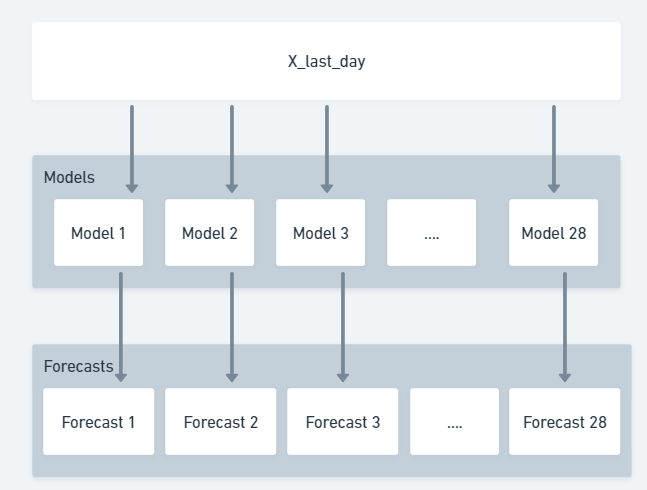 X_last_day
Models
Model 1
Model 2
Model 3
....
Model 28
Forecasts
Forecast 1
Forecast 2
Forecast 3
....
Forecast 28